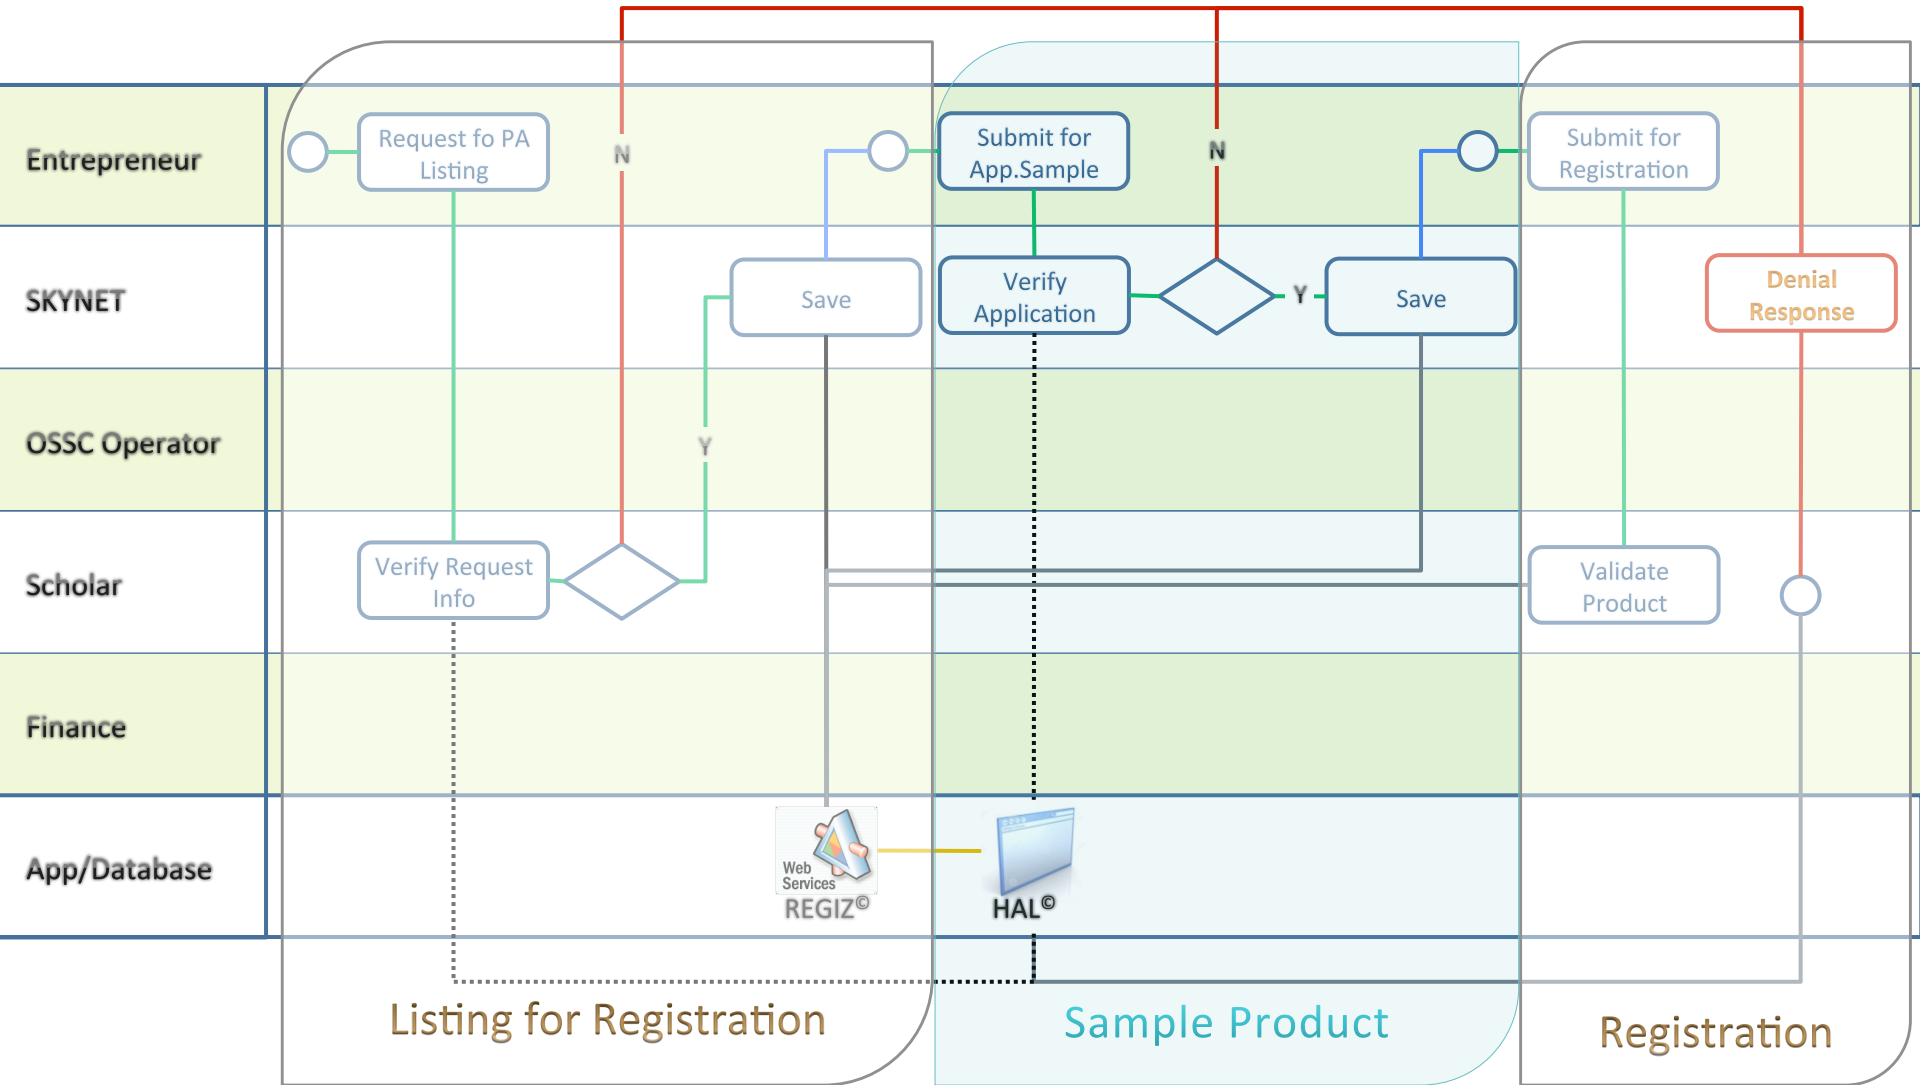 Entrepreneur
Request fo PA
Listing
N
Submit for
App.Sample
N
Submit for
Registration
SKYNET
Save
Verify
Application
Y
Save
Denial
Response
OSSC Operator
Y
Scholar
Verify Request
Info
Validate
Product
Finance
App/Database
Web
Services
REGIZ©
HAL©
Listing for Registration
Sample Product
Registration